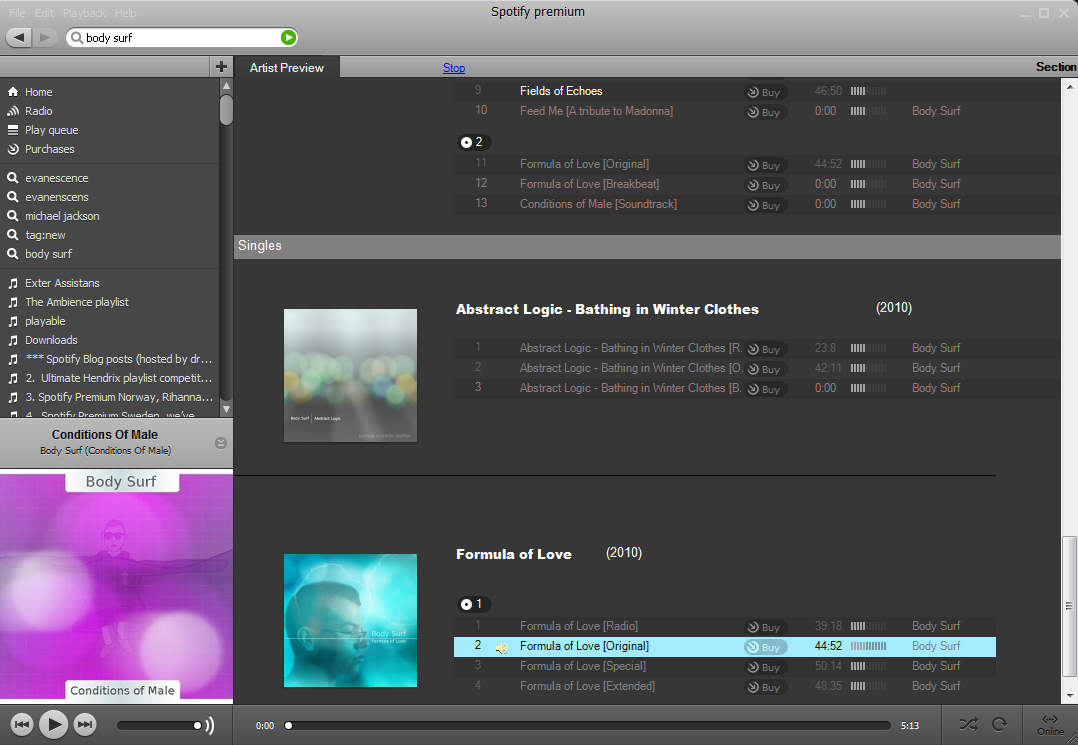 Spotify premium
File Edit Playback Help
body surf
Artist Preview Stop Section
Home
Radio
Play queue
Purchases
evanescence
evanenscens
michael jackson
tag:new
body surf
Exter Assistans
The Ambience playlist
playable
Downloads
*** Spotify Blog posts (hosted by dr...
2. Ultimate Hendrix playlist competit...
3. Spotify Premium Norway, Rihanna...
4. Spotify Premium Sweden, we've
Conditions Of Male
Body Surf (Conditions Of Male)
Body Surf
Conditions of Male
9 Fields of Echoes Buy 46:50
10 Feed Me [A tribute to Madonna] Buy 0:00 Body Surf
2
11 Formula of Love [Original] Buy 44:52 Body Surf
12 Formula of Love [Breakbeat] Buy 0:00 Body Surf
13 Conditions of Male [Soundtrack] Buy 0:00 Body Surf
Singles
Abstract Logic - Bathing in Winter Clothes (2010)
Body Surf | Abstract Logic
bathing in winter clothes
1 Abstract Logic - Bathing in Winter Clothes [R. Buy 23:8 Body Surf
2 Abstract Logic - Bathing in Winter Clothes [O. Buy 42:11 Body Surf
3 Abstract Logic - Bathing in Winter Clothes [B. Buy 0:00 Body Surf
Formula of Love (2010)
Body Surf
Formula of Love
1
1 Formula of Love [Radio] Buy 39:18 Body Surf
2 Formula of Love [Original] Buy 44:52 Body Surf
3 Formula of Love [Special] Buy 50:14 Body Surf
4 Formula of Love [Extended] Buy 48:35 Body Surf
0:00 5:13 Online